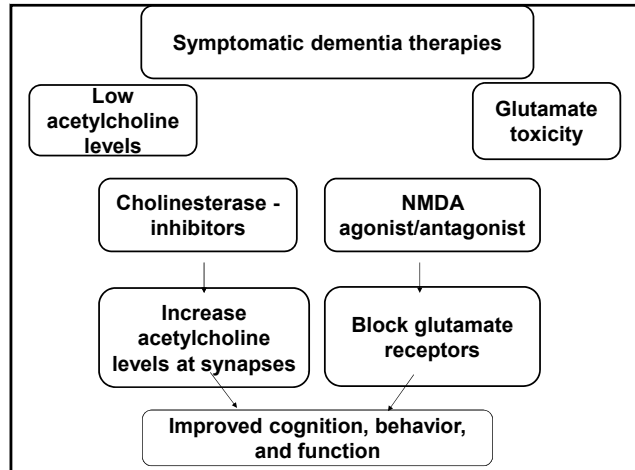 Symptomatic dementia therapies
Low
acetylcholine
levels
Glutamate
toxicity
Cholinesterase -
inhibitors
NMDA
agonist/antagonist
Increase
acetylcholine
levels at synapses
Block glutamate
receptors
Improved cognition, behavior,
and function